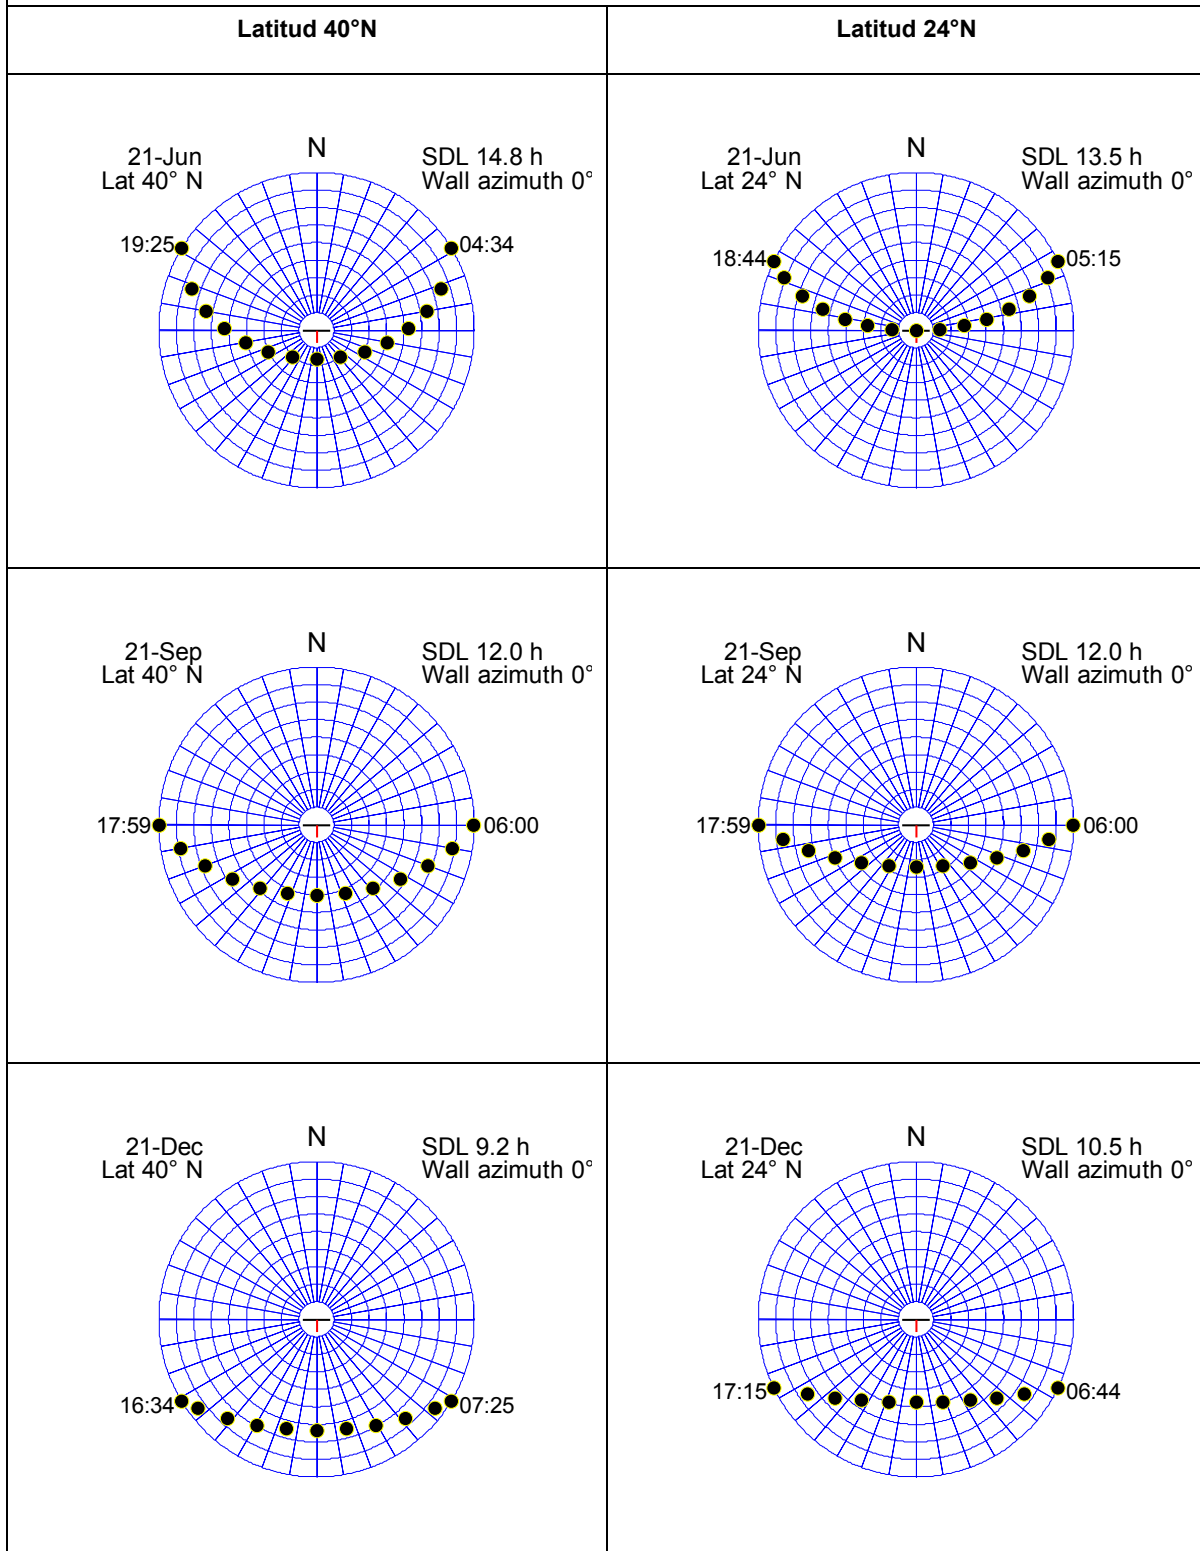 Latitud 40°N
Latitud 24°N
21-Jun
Lat 40° N
N
SDL 14.8 h
Wall azimuth 0°
19:25
04:34
21-Jun
Lat 24° N
N
SDL 13.5 h
Wall azimuth 0°
18:44
05:15
21-Sep
Lat 40° N
N
SDL 12.0 h
Wall azimuth 0°
17:59
06:00
21-Sep
Lat 24° N
N
SDL 12.0 h
Wall azimuth 0°
17:59
06:00
21-Dec
Lat 40° N
N
SDL 9.2 h
Wall azimuth 0°
16:34
07:25
21-Dec
Lat 24° N
N
SDL 10.5 h
Wall azimuth 0°
17:15
06:44